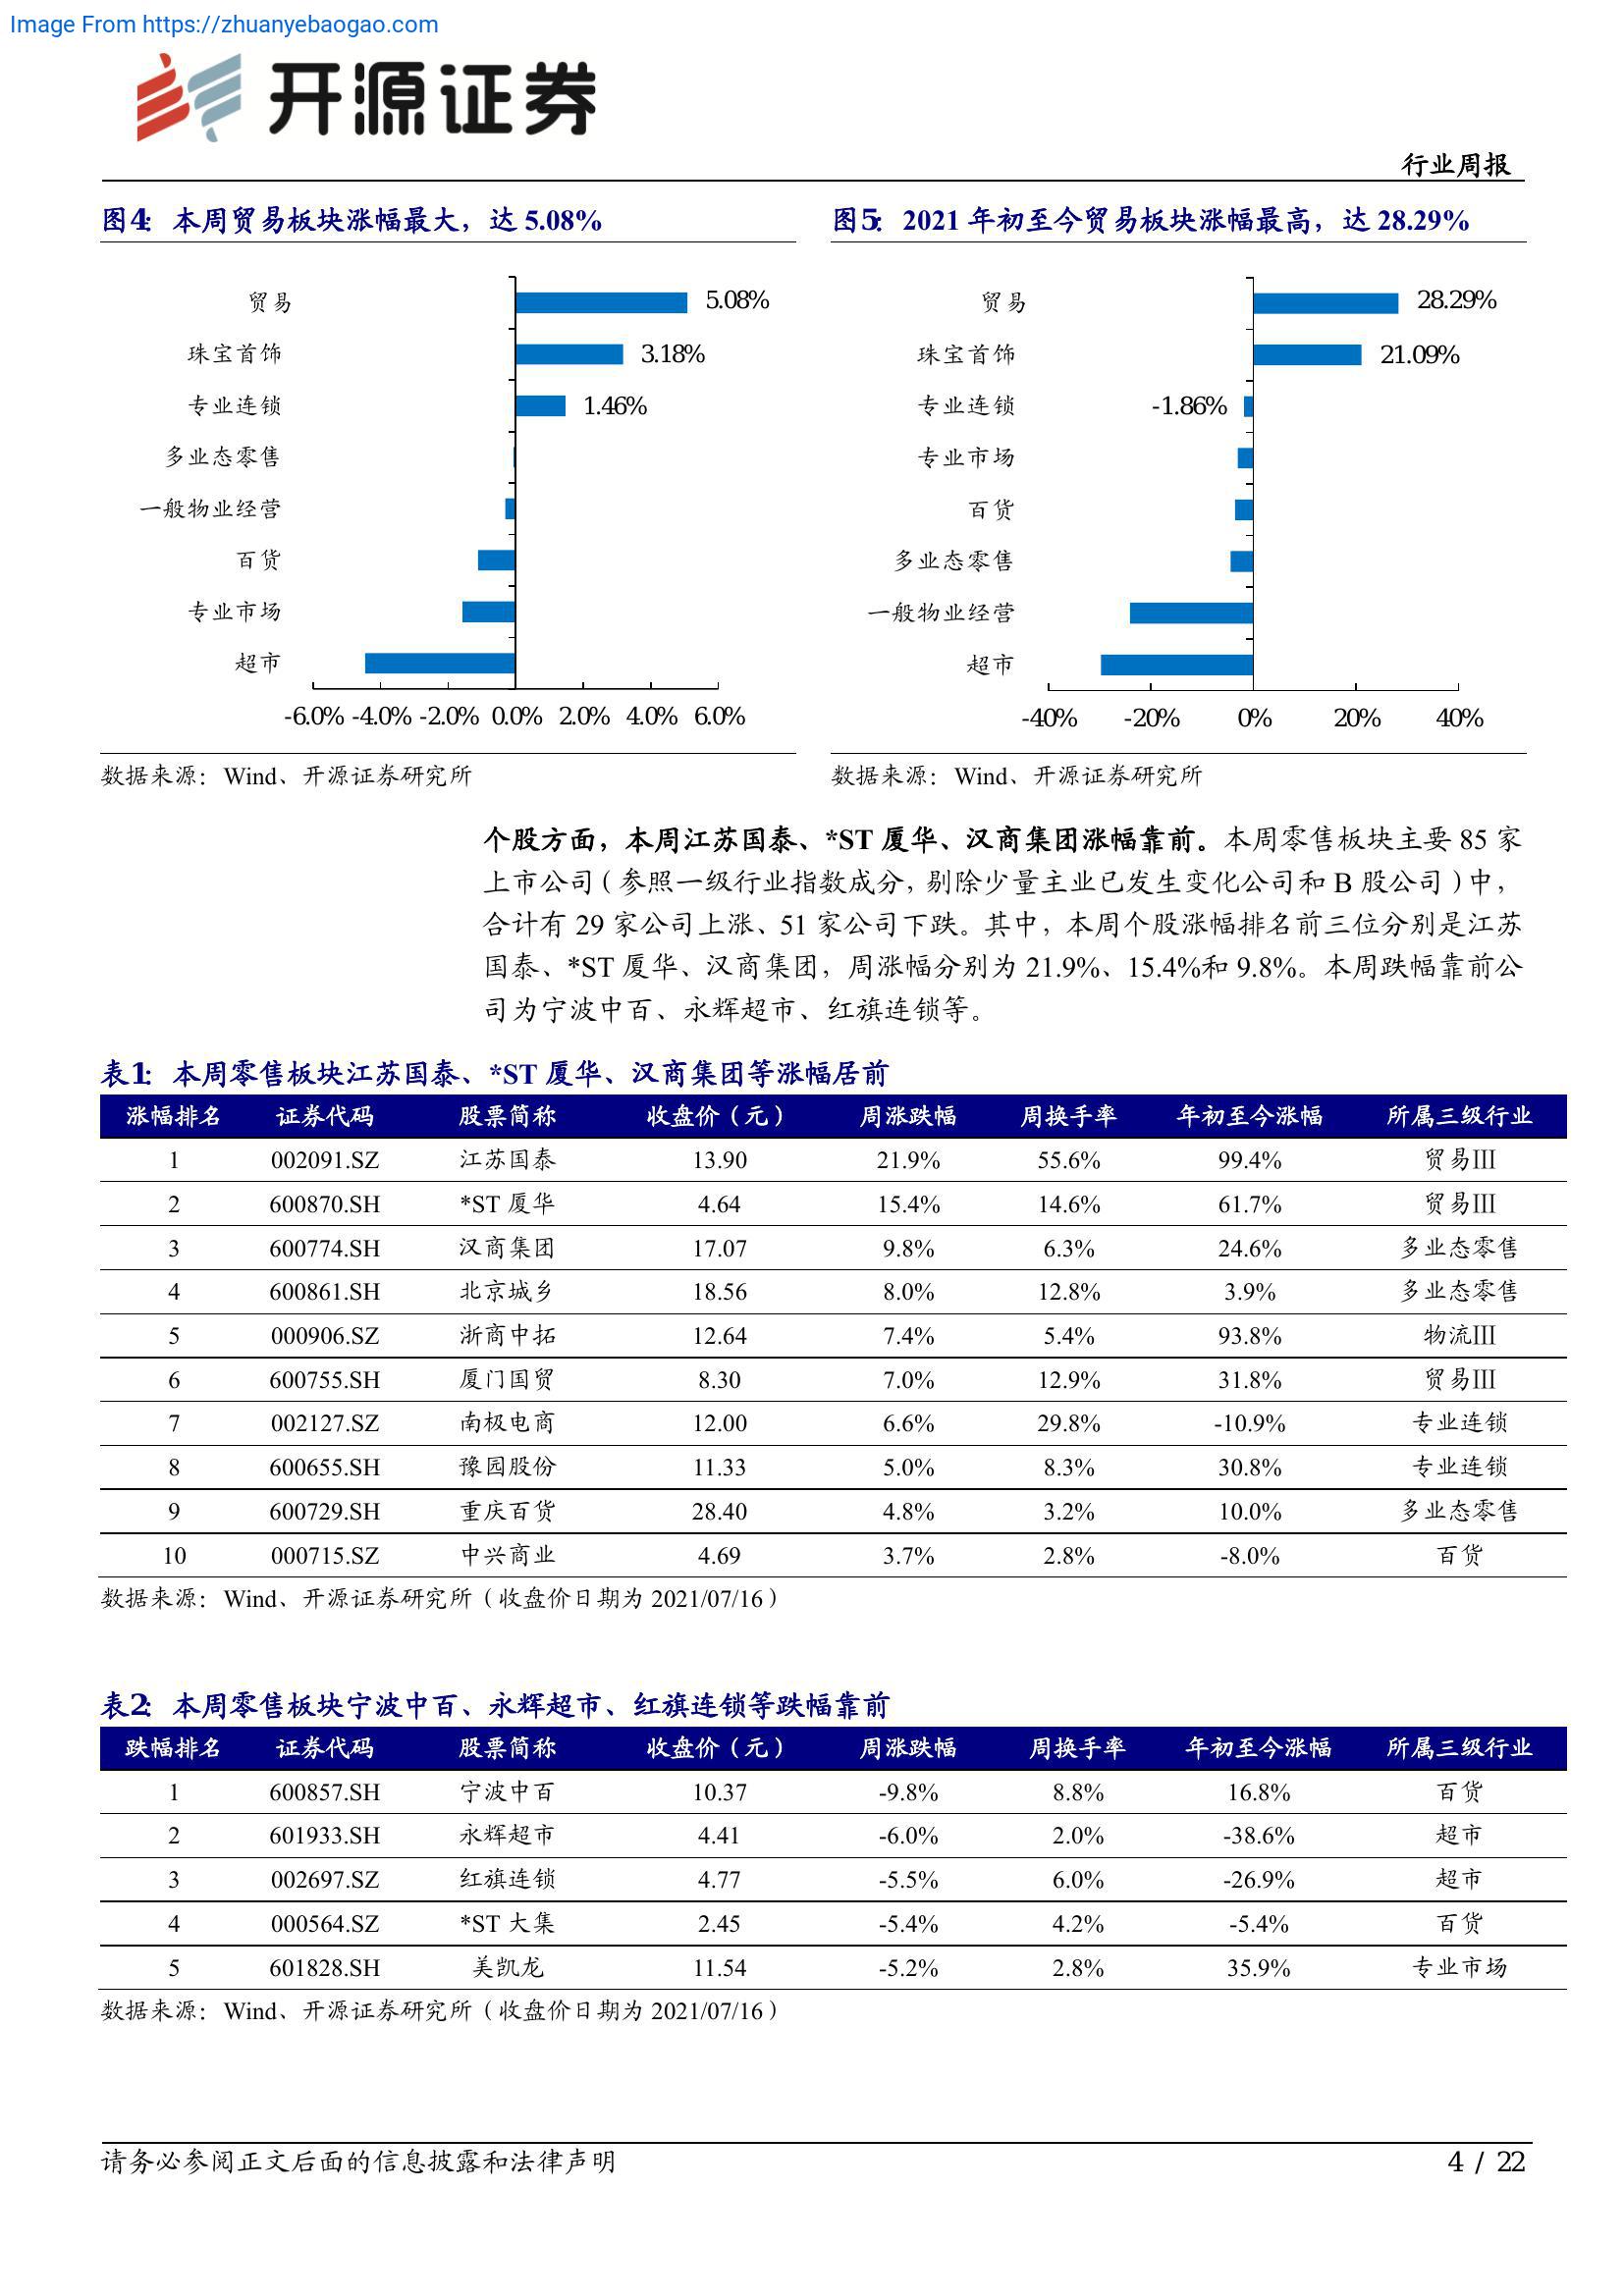 Image From https://zhuanyebaogao.com
开源证券
行业周报
图4： 本周贸易板块涨幅最大，达 5.08%
贸易 5.08%
珠宝首饰 3.18%
专业连锁 1.46%
多业态零售
一般物业经营
百货
专业市场
超市
-6.0% -4.0% -2.0% 0.0% 2.0% 4.0% 6.0%
数据来源：Wind、开源证券研究所
图5： 2021 年初至今贸易板块涨幅最高，达 28.29%
贸易 28.29%
珠宝首饰 21.09%
专业连锁 -1.86%
专业市场
百货
多业态零售
一般物业经营
超市
-40% -20% 0% 20% 40%
数据来源：Wind、开源证券研究所
个股方面，本周江苏国泰、*ST 厦华、汉商集团涨幅靠前。本周零售板块主要 85 家
上市公司（参照一级行业指数成分，剔除少量主业已发生变化公司和 B 股公司）中，
合计有 29 家公司上涨、51 家公司下跌。其中，本周个股涨幅排名前三位分别是江苏
国泰、*ST 厦华、汉商集团，周涨幅分别为 21.9%、15.4%和 9.8%。本周跌幅靠前公
司为宁波中百、永辉超市、红旗连锁等。
表1： 本周零售板块江苏国泰、*ST 厦华、汉商集团等涨幅居前
涨幅排名 证券代码 股票简称 收盘价（元） 周涨跌幅 周换手率 年初至今涨幅 所属三级行业
1 002091.SZ 江苏国泰 13.90 21.9% 55.6% 99.4% 贸易Ⅲ
2 600870.SH *ST 厦华 4.64 15.4% 14.6% 61.7% 贸易Ⅲ
3 600774.SH 汉商集团 17.07 9.8% 6.3% 24.6% 多业态零售
4 600861.SH 北京城乡 18.56 8.0% 12.8% 3.9% 多业态零售
5 000906.SZ 浙商中拓 12.64 7.4% 5.4% 93.8% 物流Ⅲ
6 600755.SH 厦门国贸 8.30 7.0% 12.9% 31.8% 贸易Ⅲ
7 002127.SZ 南极电商 12.00 6.6% 29.8% -10.9% 专业连锁
8 600655.SH 豫园股份 11.33 5.0% 8.3% 30.8% 专业连锁
9 600729.SH 重庆百货 28.40 4.8% 3.2% 10.0% 多业态零售
10 000715.SZ 中兴商业 4.69 3.7% 2.8% -8.0% 百货
数据来源：Wind、开源证券研究所（收盘价日期为 2021/07/16）
表2： 本周零售板块宁波中百、永辉超市、红旗连锁等跌幅靠前
跌幅排名 证券代码 股票简称 收盘价（元） 周涨跌幅 周换手率 年初至今涨幅 所属三级行业
1 600857.SH 宁波中百 10.37 -9.8% 8.8% 16.8% 百货
2 601933.SH 永辉超市 4.41 -6.0% 2.0% -38.6% 超市
3 002697.SZ 红旗连锁 4.77 -5.5% 6.0% -26.9% 超市
4 000564.SZ *ST 大集 2.45 -5.4% 4.2% -5.4% 百货
5 601828.SH 美凯龙 11.54 -5.2% 2.8% 35.9% 专业市场
数据来源：Wind、开源证券研究所（收盘价日期为 2021/07/16）
请务必参阅正文后面的信息披露和法律声明
4 / 22